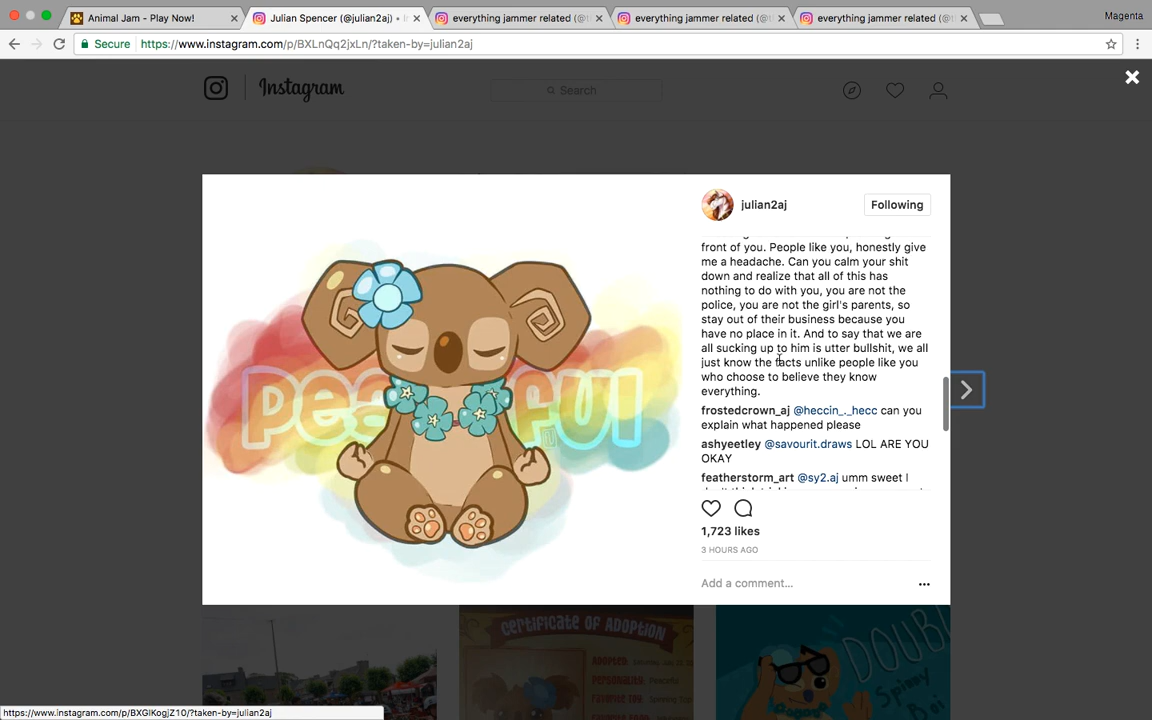 Animal Jam - Play Now!
Julian Spencer (@julian2aj) •
everything jammer related (@
everything jammer related (@
everything jammer related (@
Magenta
Secure
https://www.instagram.com/p/BXLnQq2jxLn/?taken-by=julian2aj
Instagram
Search
julian2aj
Following
front of you. People like you, honestly give
me a headache. Can you calm your shit
down and realize that all of this has
nothing to do with you, you are not the
police, you are not the girl's parents, so
stay out of their business because you
have no place in it. And to say that we are
all sucking up to him is utter bullshit, we all
just know the facts unlike people like you
who choose to believe they know
everything.
frostedcrown_aj @heccin_._hecc can you
explain what happened please
ashyeetley @savourit.draws LOL ARE YOU
OKAY
featherstorm_art @sy2.aj umm sweet I
1,723 likes
3 HOURS AGO
Add a comment...
CERTIFICATE OF ADOPTION
ADOPTED:
PERSONALITY:
FAVORITE TOY:
DOUBL
Spinny
Boi
https://www.instagram.com/p/BXGlKogjZ10/?taken-by=julian2aj